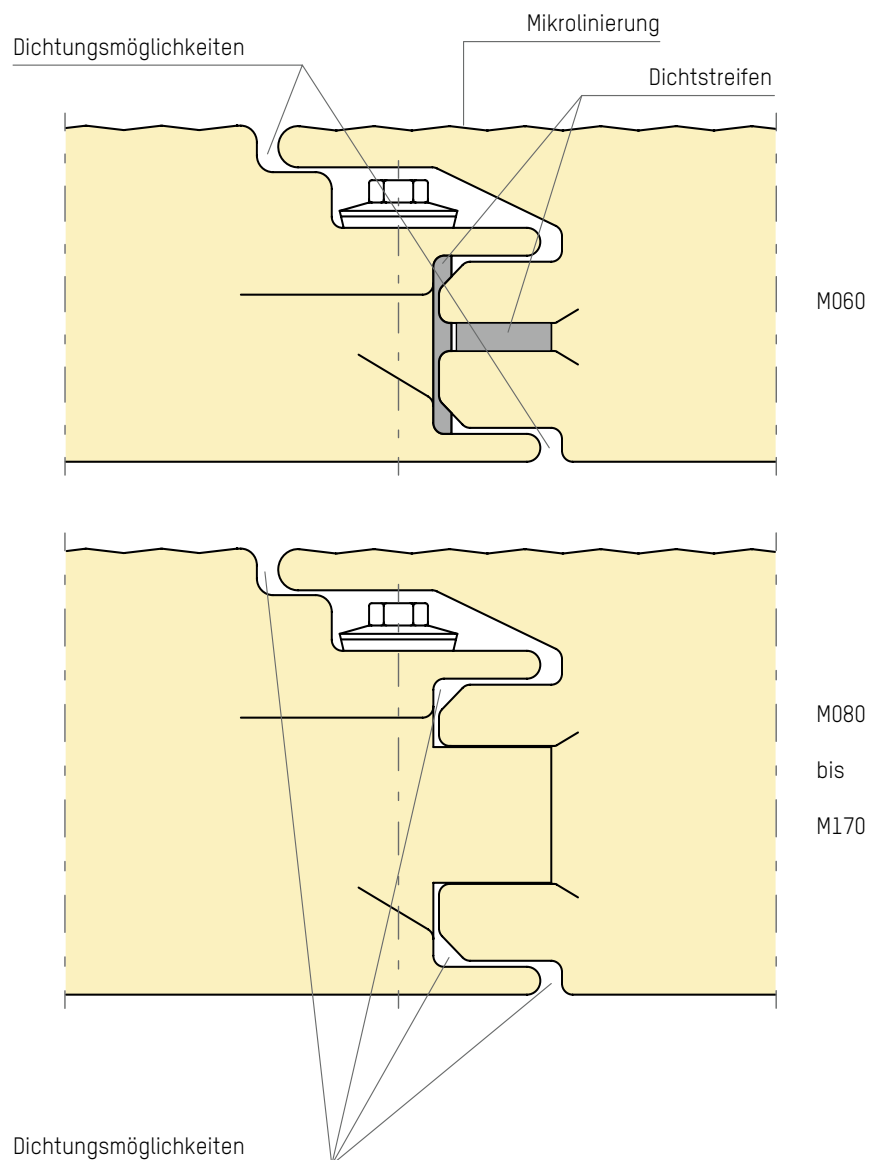 Mikrolinierung
Dichtungsmöglichkeiten
Dichtstreifen
M060
M080
bis
M170
Dichtungsmöglichkeiten